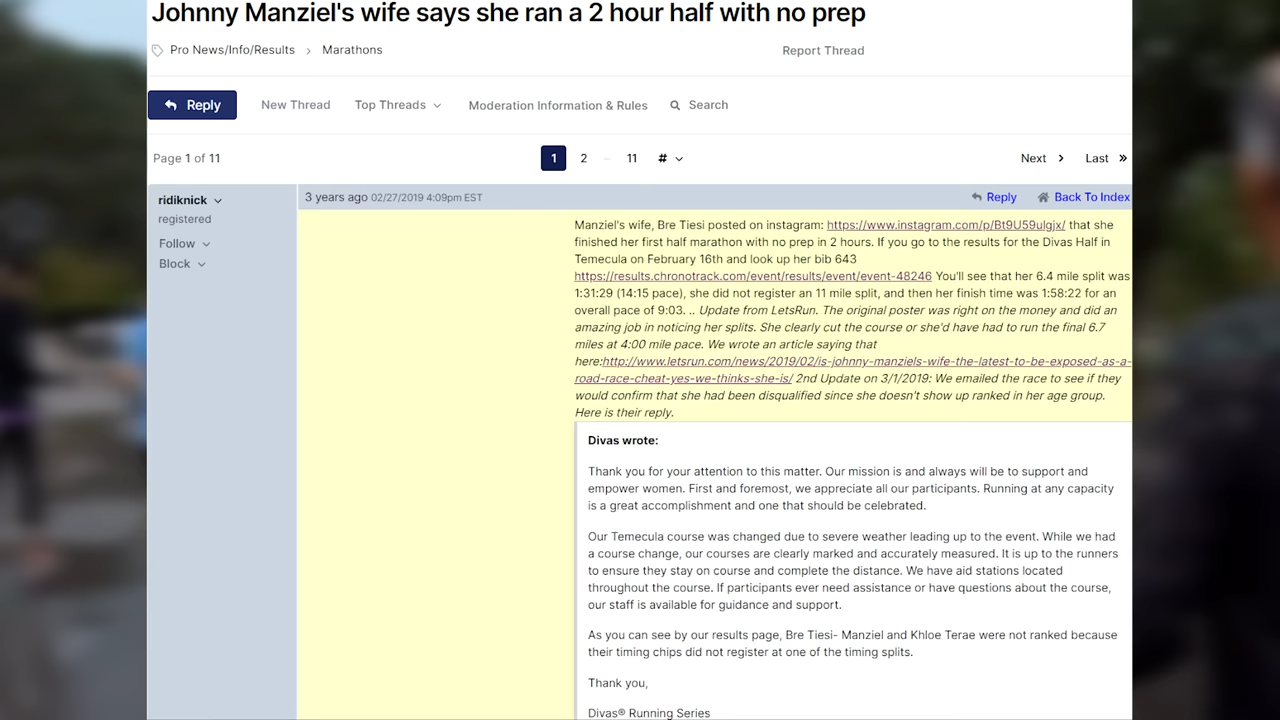 Johnny Manziel's wife says she ran a 2 hour half with no prep
Pro News/Info/Results > Marathons
Report Thread
Reply
New Thread
Top Threads
Moderation Information & Rules
Search
Page 1 of 11
1 2 ... 11 #
Next
Last »
ridiknick
registered
Follow
Block
3 years ago 02/27/2019 4:09pm EST
Reply
Back To Index
Manziel's wife, Bre Tiesi posted on instagram: https://www.instagram.com/p/Bt9U59ulgjx/ that she
finished her first half marathon with no prep in 2 hours. If you go to the results for the Divas Half in
Temecula on February 16th and look up her bib 643
https://results.chronotrack.com/event/results/event/event-48246 You'll see that her 6.4 mile split was
1:31:29 (14:15 pace), she did not register an 11 mile split, and then her finish time was 1:58:22 for an
overall pace of 9:03. .. Update from LetsRun. The original poster was right on the money and did an
amazing job in noticing her splits. She clearly cut the course or she'd have had to run the final 6.7
miles at 4:00 mile pace. We wrote an article saying that
here:http://www.letsrun.com/news/2019/02/is-johnny-manziels-wife-the-latest-to-be-exposed-as-a-
road-race-cheat-yes-we-thinks-she-is/ 2nd Update on 3/1/2019: We emailed the race to see if they
would confirm that she had been disqualified since she doesn't show up ranked in her age group.
Here is their reply.
Divas wrote:
Thank you for your attention to this matter. Our mission is and always will be to support and
empower women. First and foremost, we appreciate all our participants. Running at any capacity
is a great accomplishment and one that should be celebrated.
Our Temecula course was changed due to severe weather leading up to the event. While we had
a course change, our courses are clearly marked and accurately measured. It is up to the runners
to ensure they stay on course and complete the distance. We have aid stations located
throughout the course. If participants ever need assistance or have questions about the course,
our staff is available for guidance and support.
As you can see by our results page, Bre Tiesi- Manziel and Khloe Terae were not ranked because
their timing chips did not register at one of the timing splits.
Thank you,
Divas® Running Series